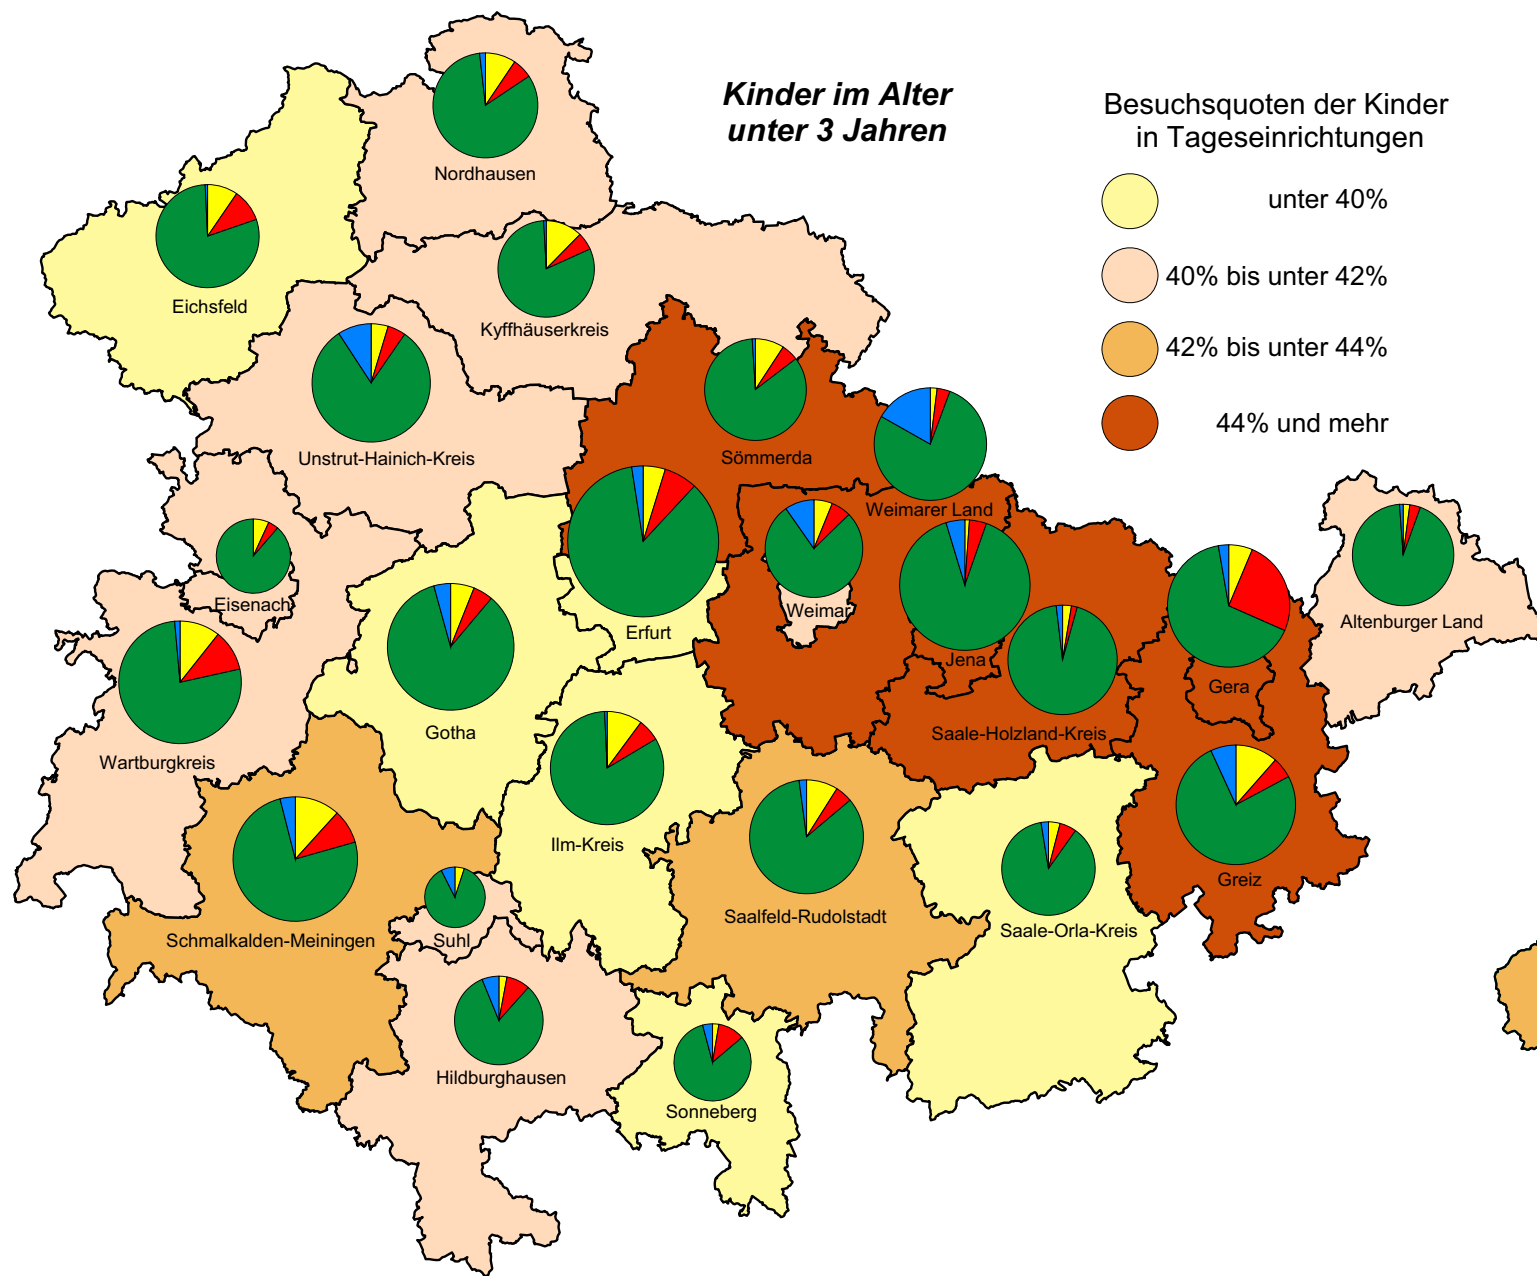 Kinder im Alter
unter 3 Jahren
Besuchsquoten der Kinder
in Tageseinrichtungen
unter 40%
40% bis unter 42%
42% bis unter 44%
44% und mehr
Nordhausen
Eichsfeld
Kyffhäuserkreis
Unstrut-Hainich-Kreis
Sömmerda
Weimarer Land
Eisenach
Erfurt
Weimar
Jena
Altenburger Land
Gera
Wartburgkreis
Gotha
Saale-Holzland-Kreis
Ilm-Kreis
Greiz
Schmalkalden-Meiningen
Suhl
Saalfeld-Rudolstadt
Saale-Orla-Kreis
Hildburghausen
Sonneberg